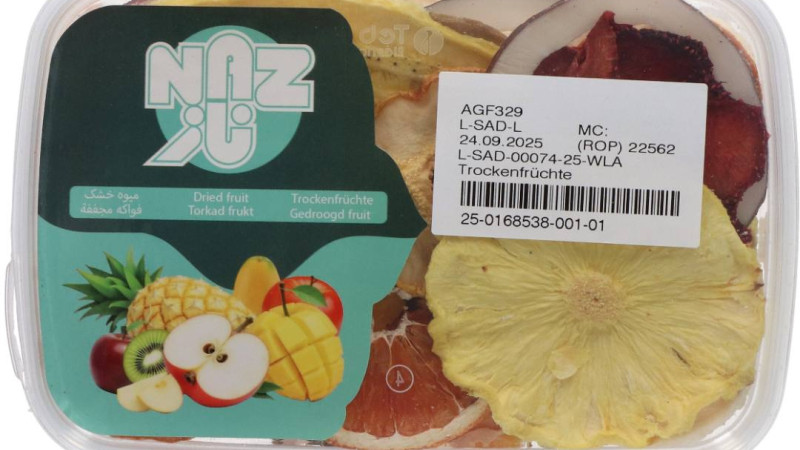 NAZ
ناز
میوه خشک
فواكه مجففة
Dried fruit
Torkad frukt
Trockenfrüchte
Gedroogd fruit
AGF329
L-SAD-L MC:
24.09.2025 (ROP) 22562
L-SAD-00074-25-WLA
Trockenfrüchte
25-0168538-001-01
4